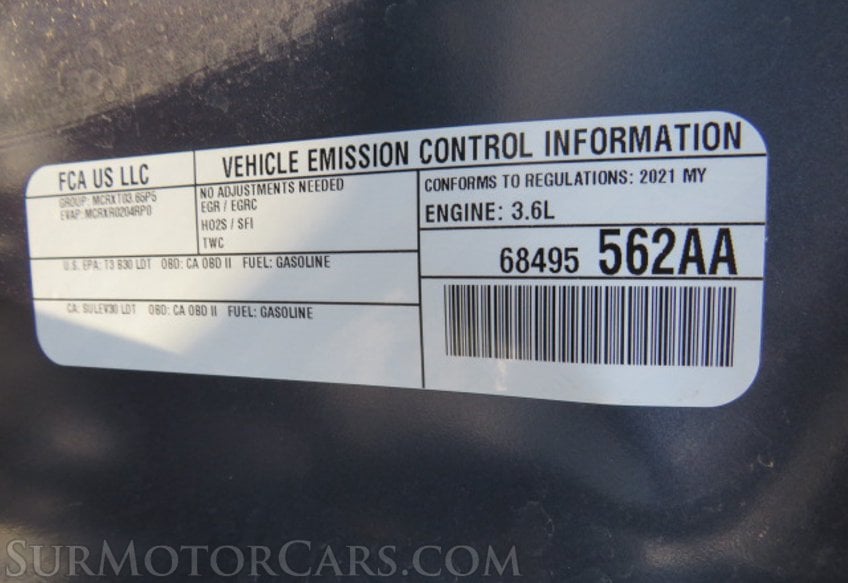 FCA US LLC
VEHICLE EMISSION CONTROL INFORMATION
GROUP: MCRXT03.65P5
EVAP: MCRXR0204RP0
NO ADJUSTMENTS NEEDED
EGR / EGRC
HO2S / SFI
TWC
CONFORMS TO REGULATIONS: 2021 MY
ENGINE: 3.6L
U.S. EPA: T3 B30 LDT OBD: CA OBD II FUEL: GASOLINE
68495 562AA
CA: SULEV30 LDT OBD: CA OBD II FUEL: GASOLINE
SURMOTORCARS.COM